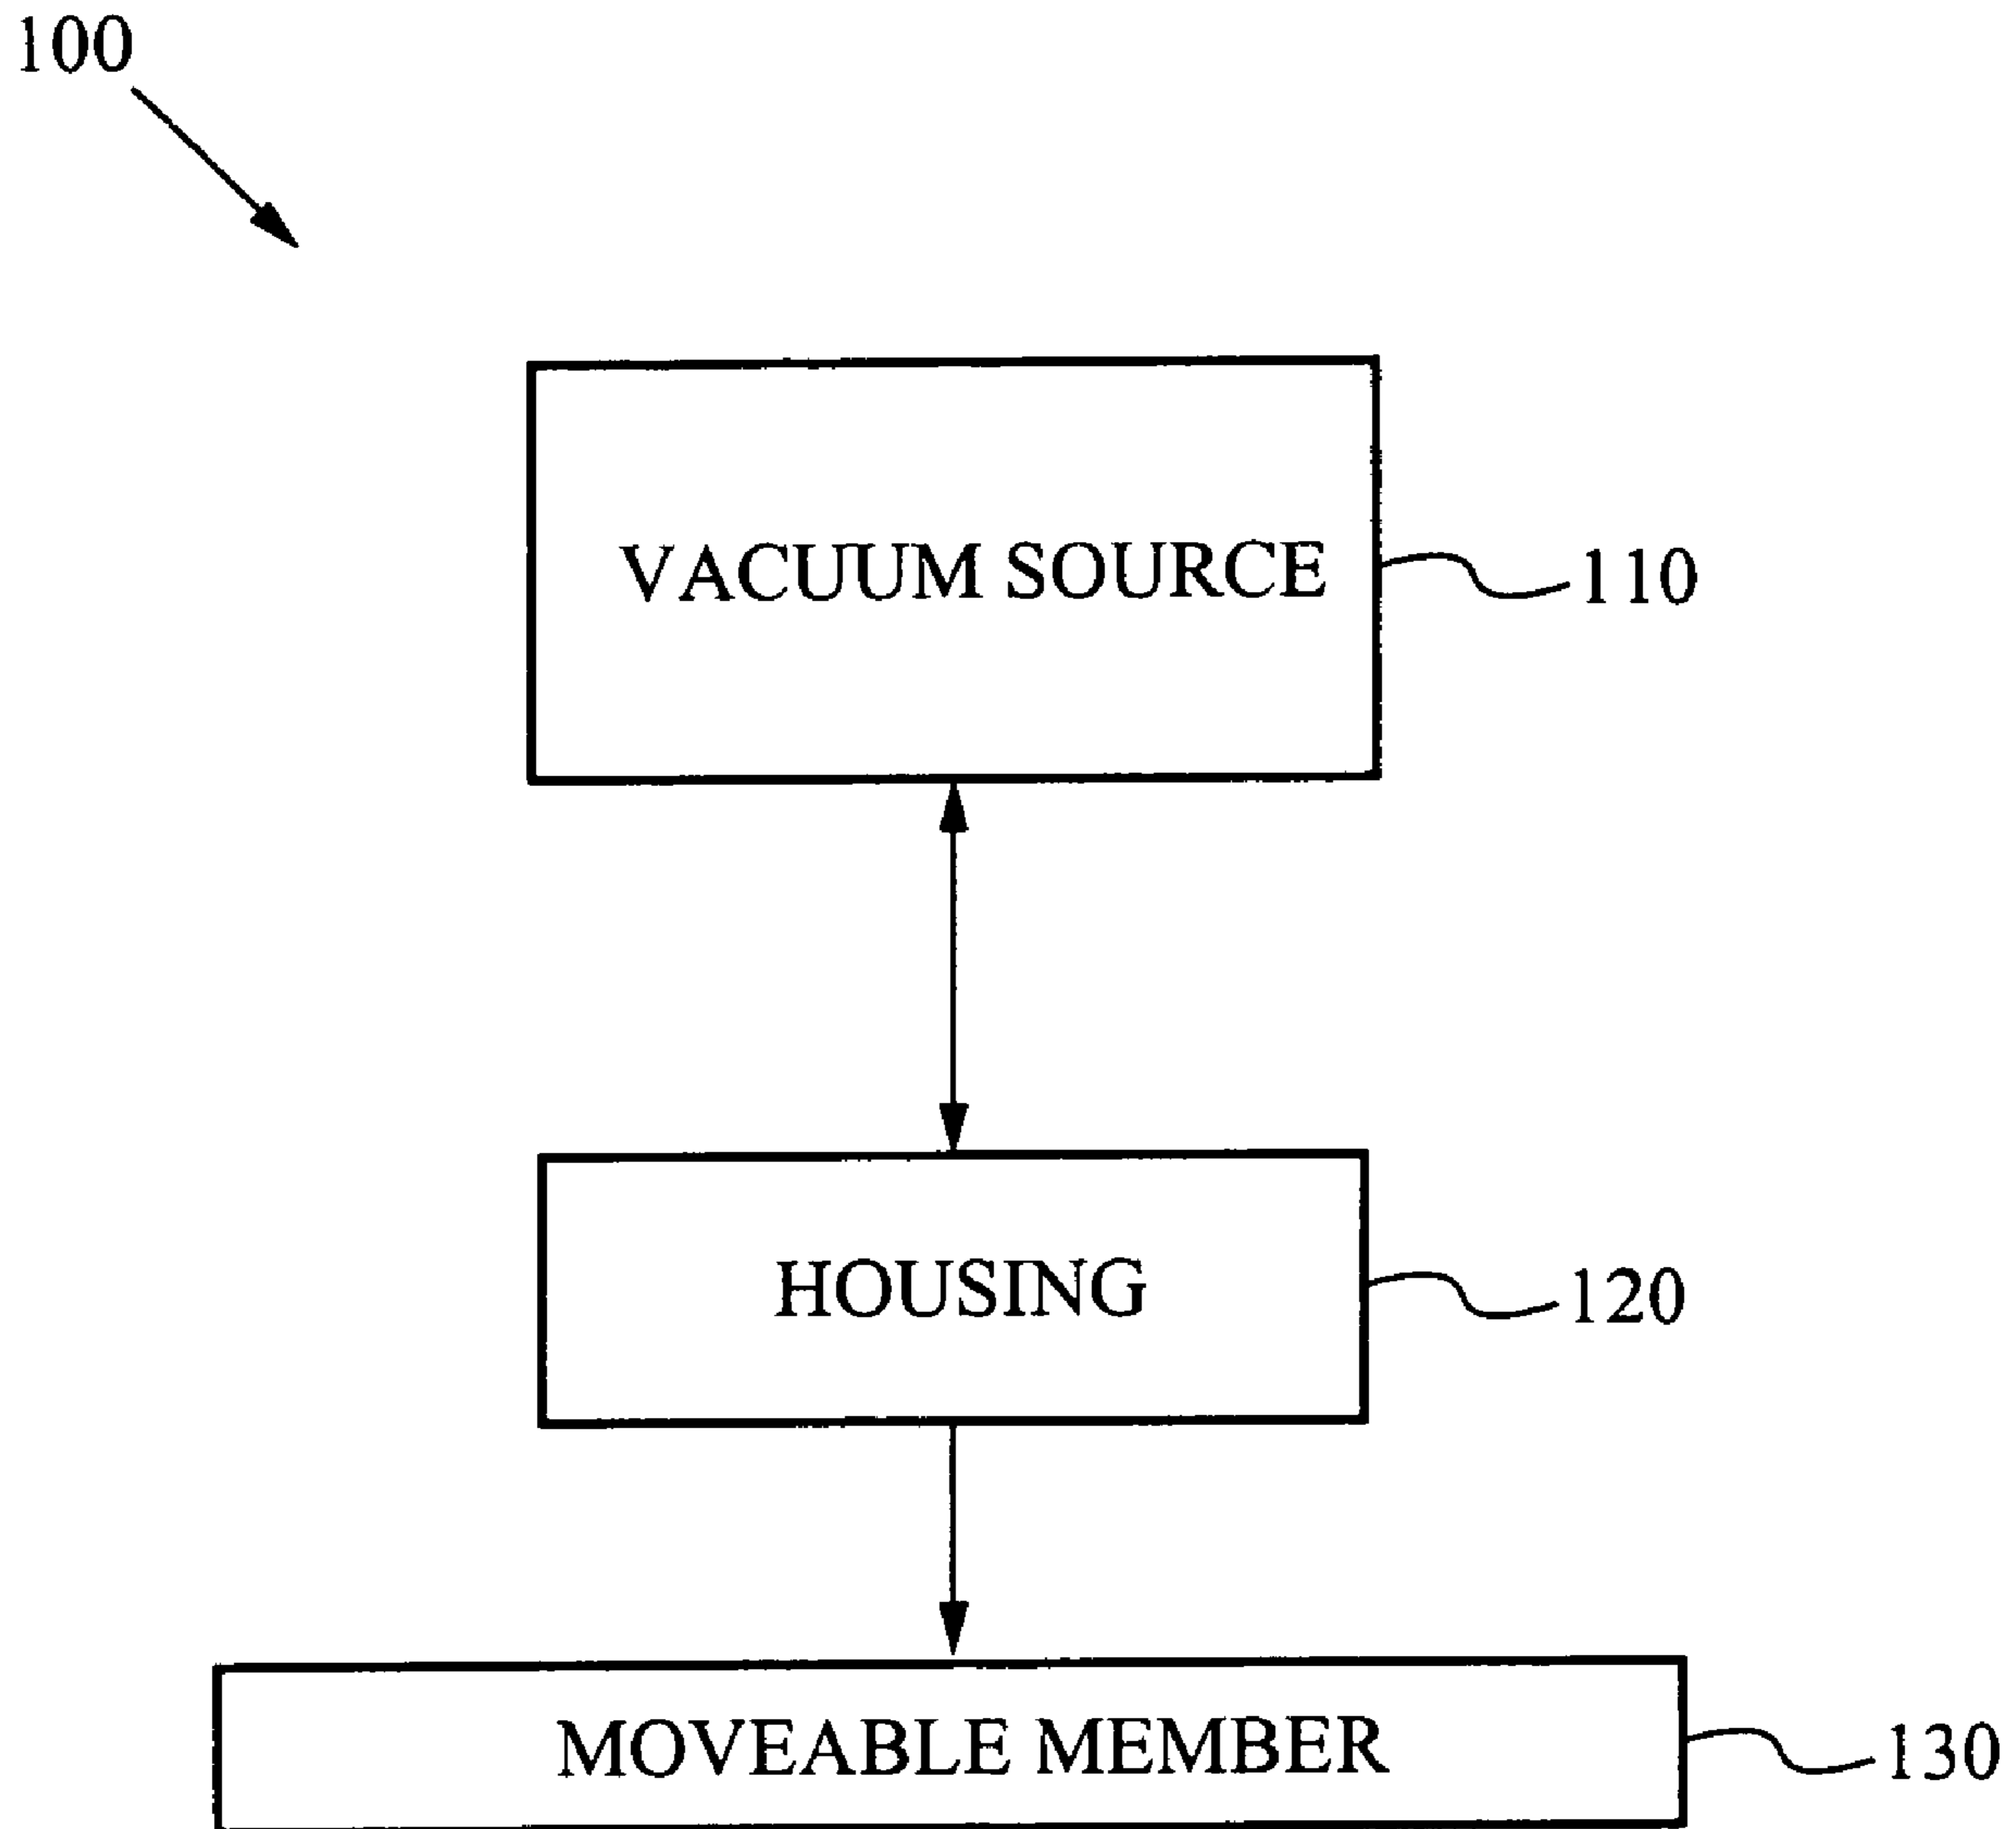 100
VACUUM SOURCE
110
HOUSING
120
MOVEABLE MEMBER
130